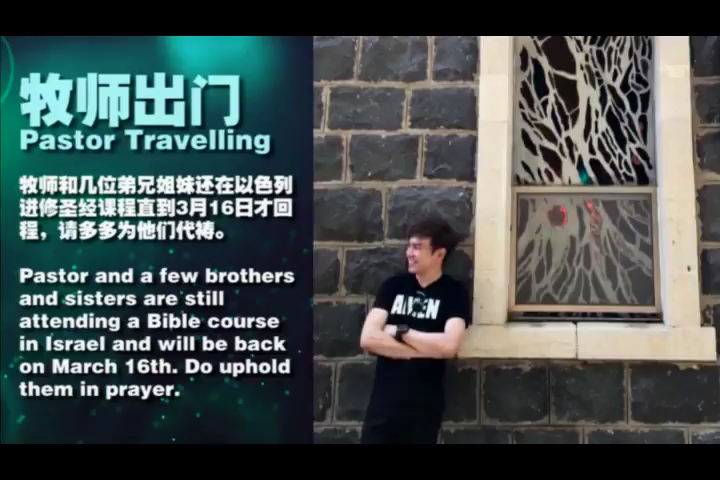 牧师出门
Pastor Travelling
牧师和几位弟兄姐妹还在以色列
进修圣经课程直到3月16日才回
程，请多多为他们代祷。
Pastor and a few brothers
and sisters are still
attending a Bible course
in Israel and will be back
on March 16th. Do uphold
them in prayer.